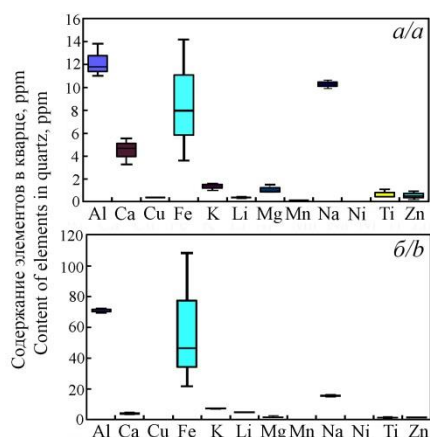 Содержание элементов в кварце, ppm
Content of elements in quartz, ppm
а/a
16
14
12
10
8
6
4
2
0
Al Ca Cu Fe K Li Mg Mn Na Ni Ti Zn
б/b
120
100
80
60
40
20
0
Al Ca Cu Fe K Li Mg Mn Na Ni Ti Zn